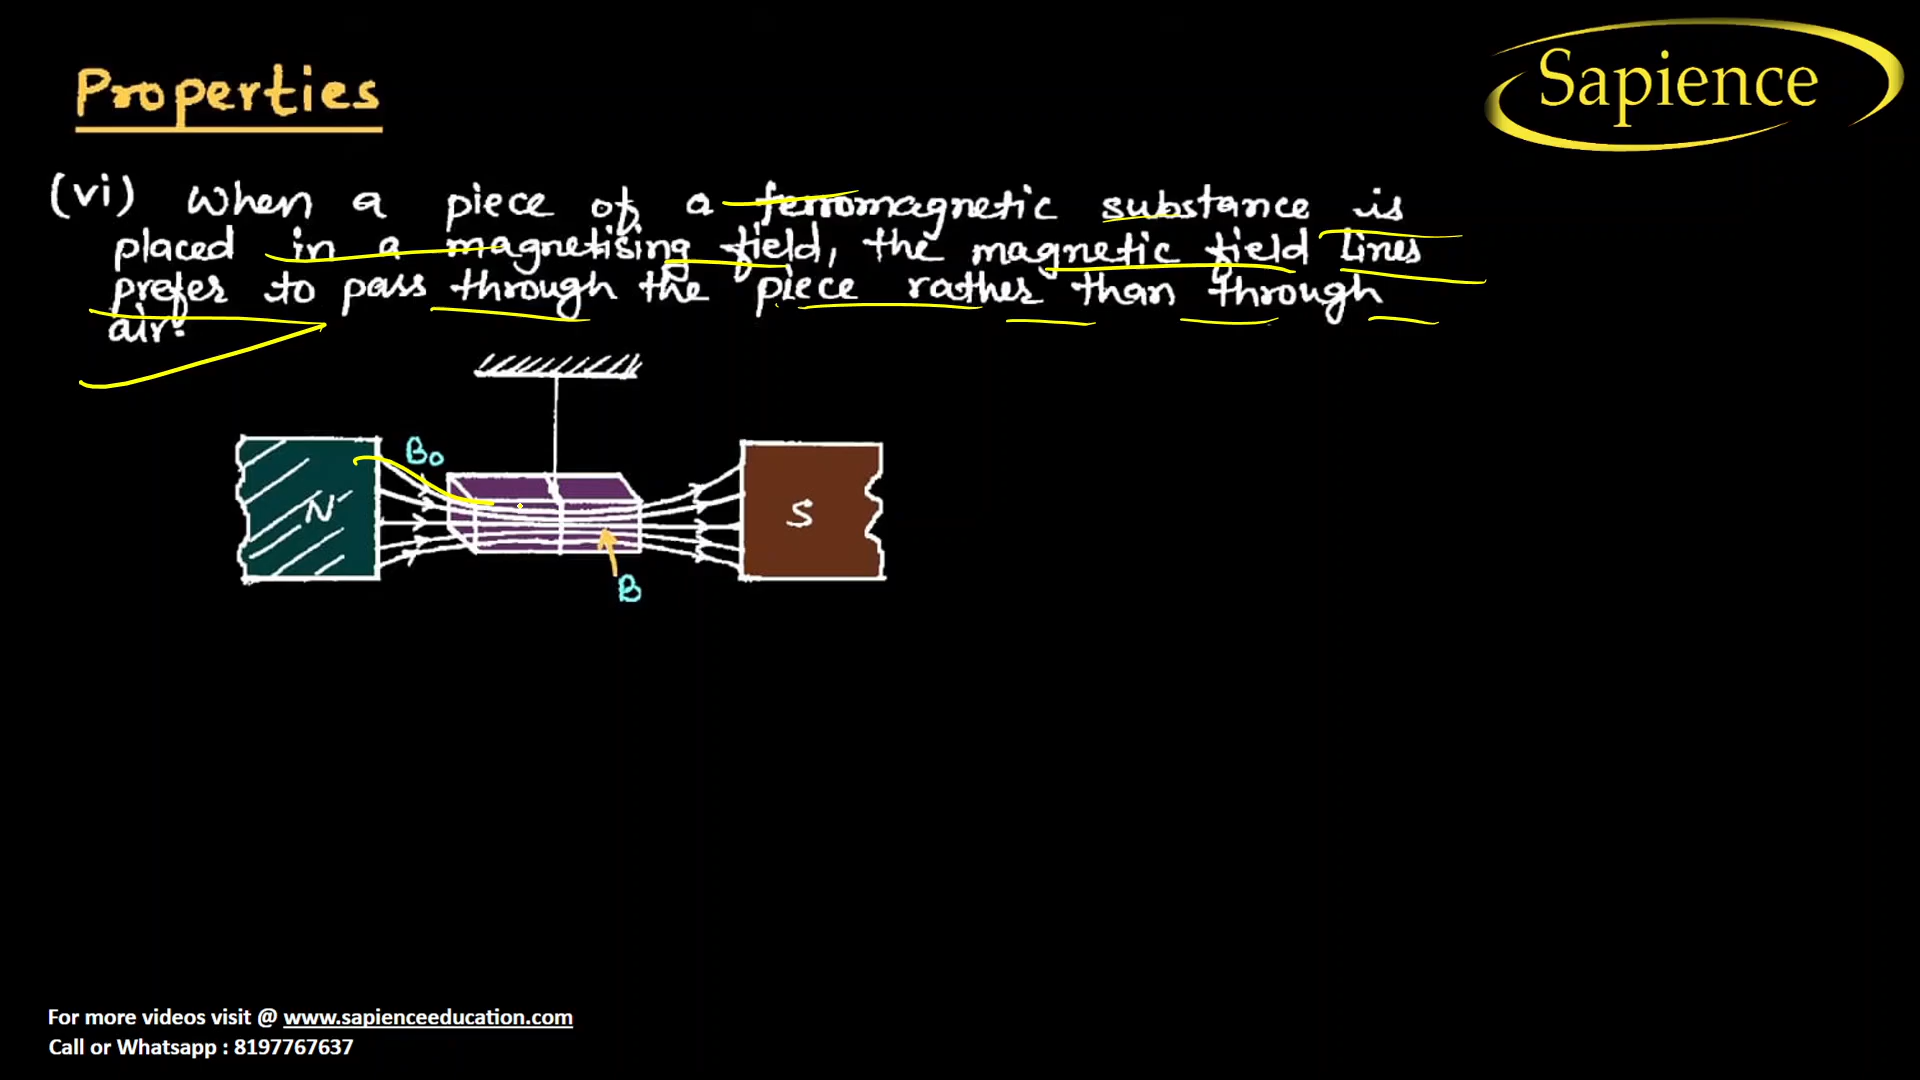 Properties
Sapience
(vi) When a piece of a ferromagnetic substance is
placed in a magnetising field, the magnetic field lines
prefer to pass through the piece rather than through
air.
B0
N
S
B
For more videos visit @ www.sapienceeducation.com
Call or Whatsapp : 8197767637